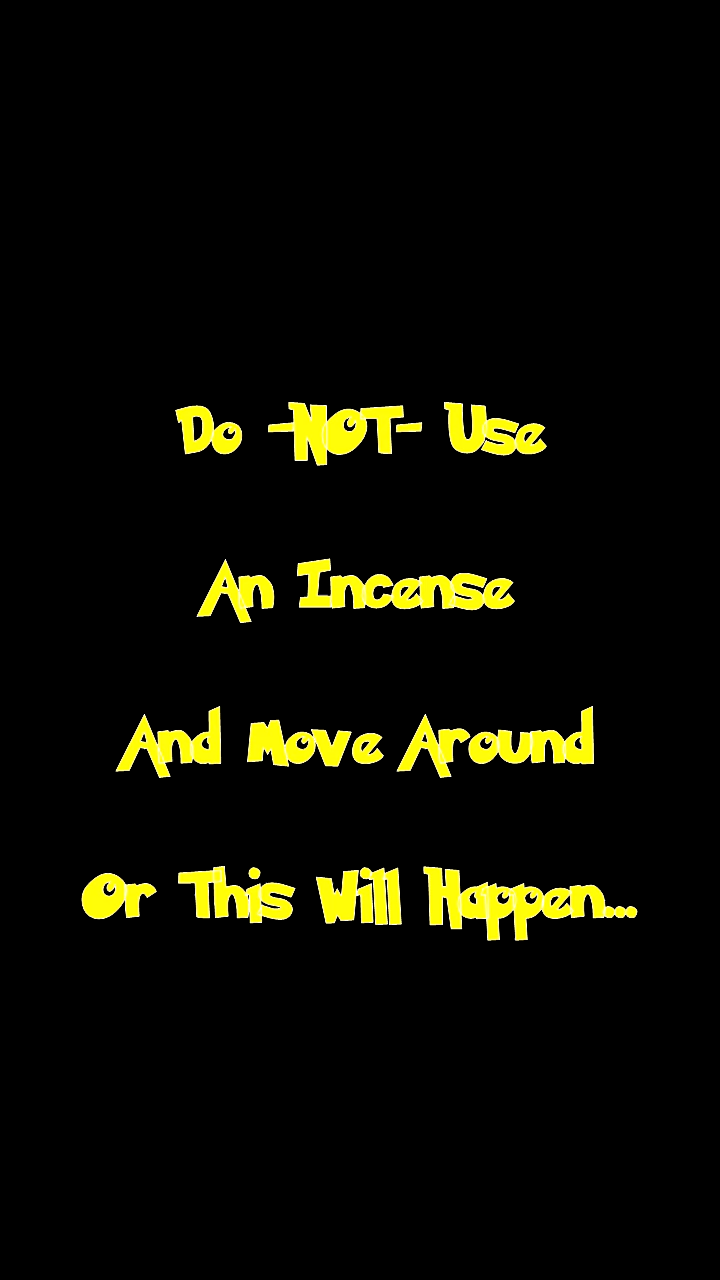 Do -NOT- Use
An Incense
And Move Around
Or This Will Happen...